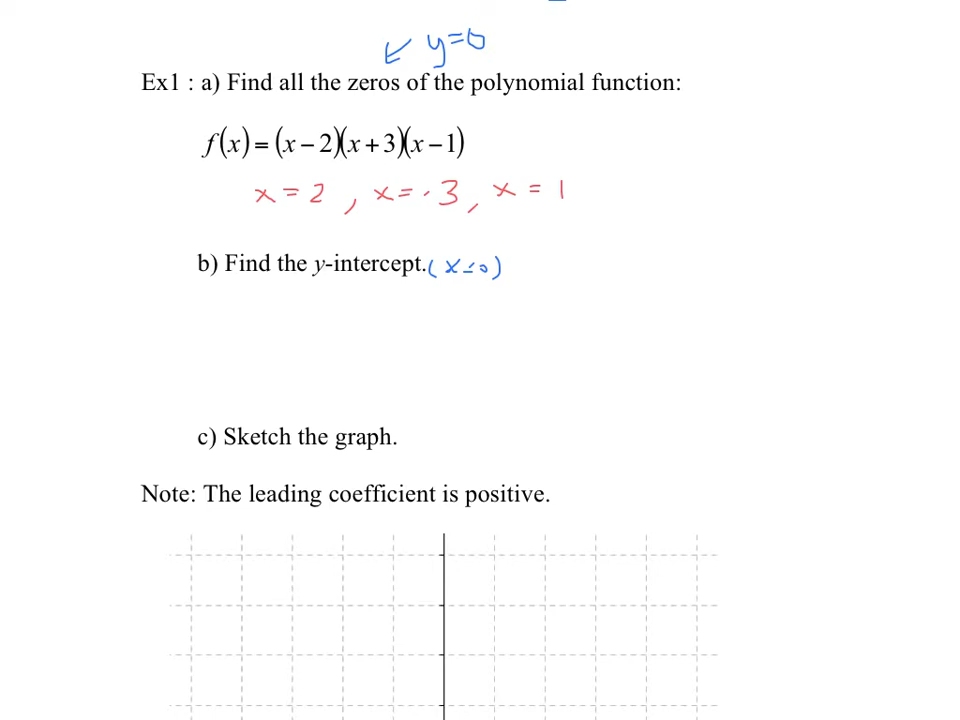 y=0
Ex1 : a) Find all the zeros of the polynomial function:
f(x) = (x − 2)(x + 3)(x − 1)
x = 2 , x = -3, x = 1
b) Find the y-intercept. (x=0)
c) Sketch the graph.
Note: The leading coefficient is positive.